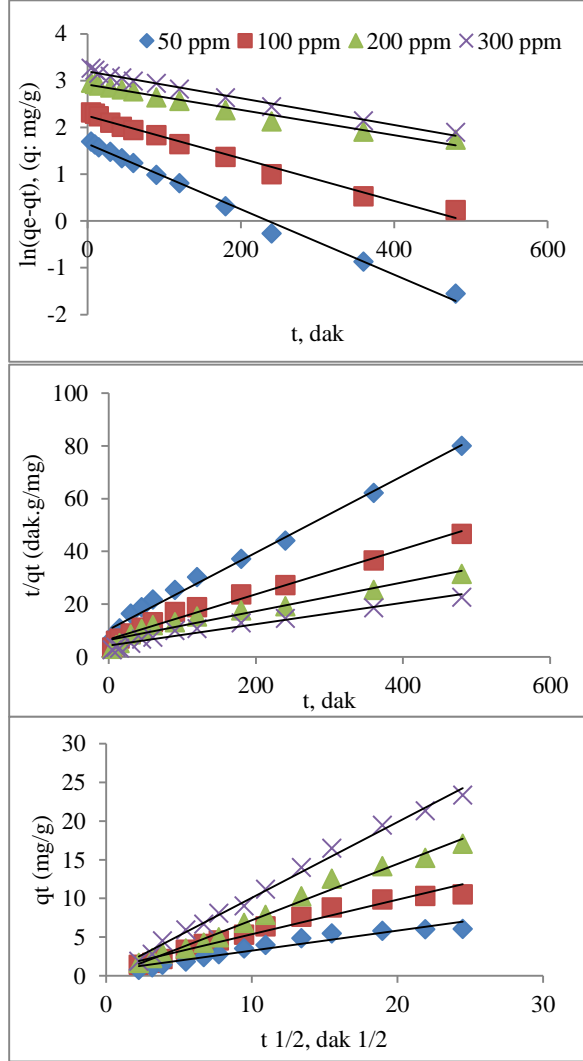 50 ppm 100 ppm 200 ppm 300 ppm
ln(qe-qt), (q: mg/g)
4
3
2
1
0
-1
-2
0 200 400 600
t, dak
t/qt (dak.g/mg)
100
80
60
40
20
0
0 200 400 600
t, dak
qt (mg/g)
30
25
20
15
10
5
0
0 10 20 30
t 1/2, dak 1/2